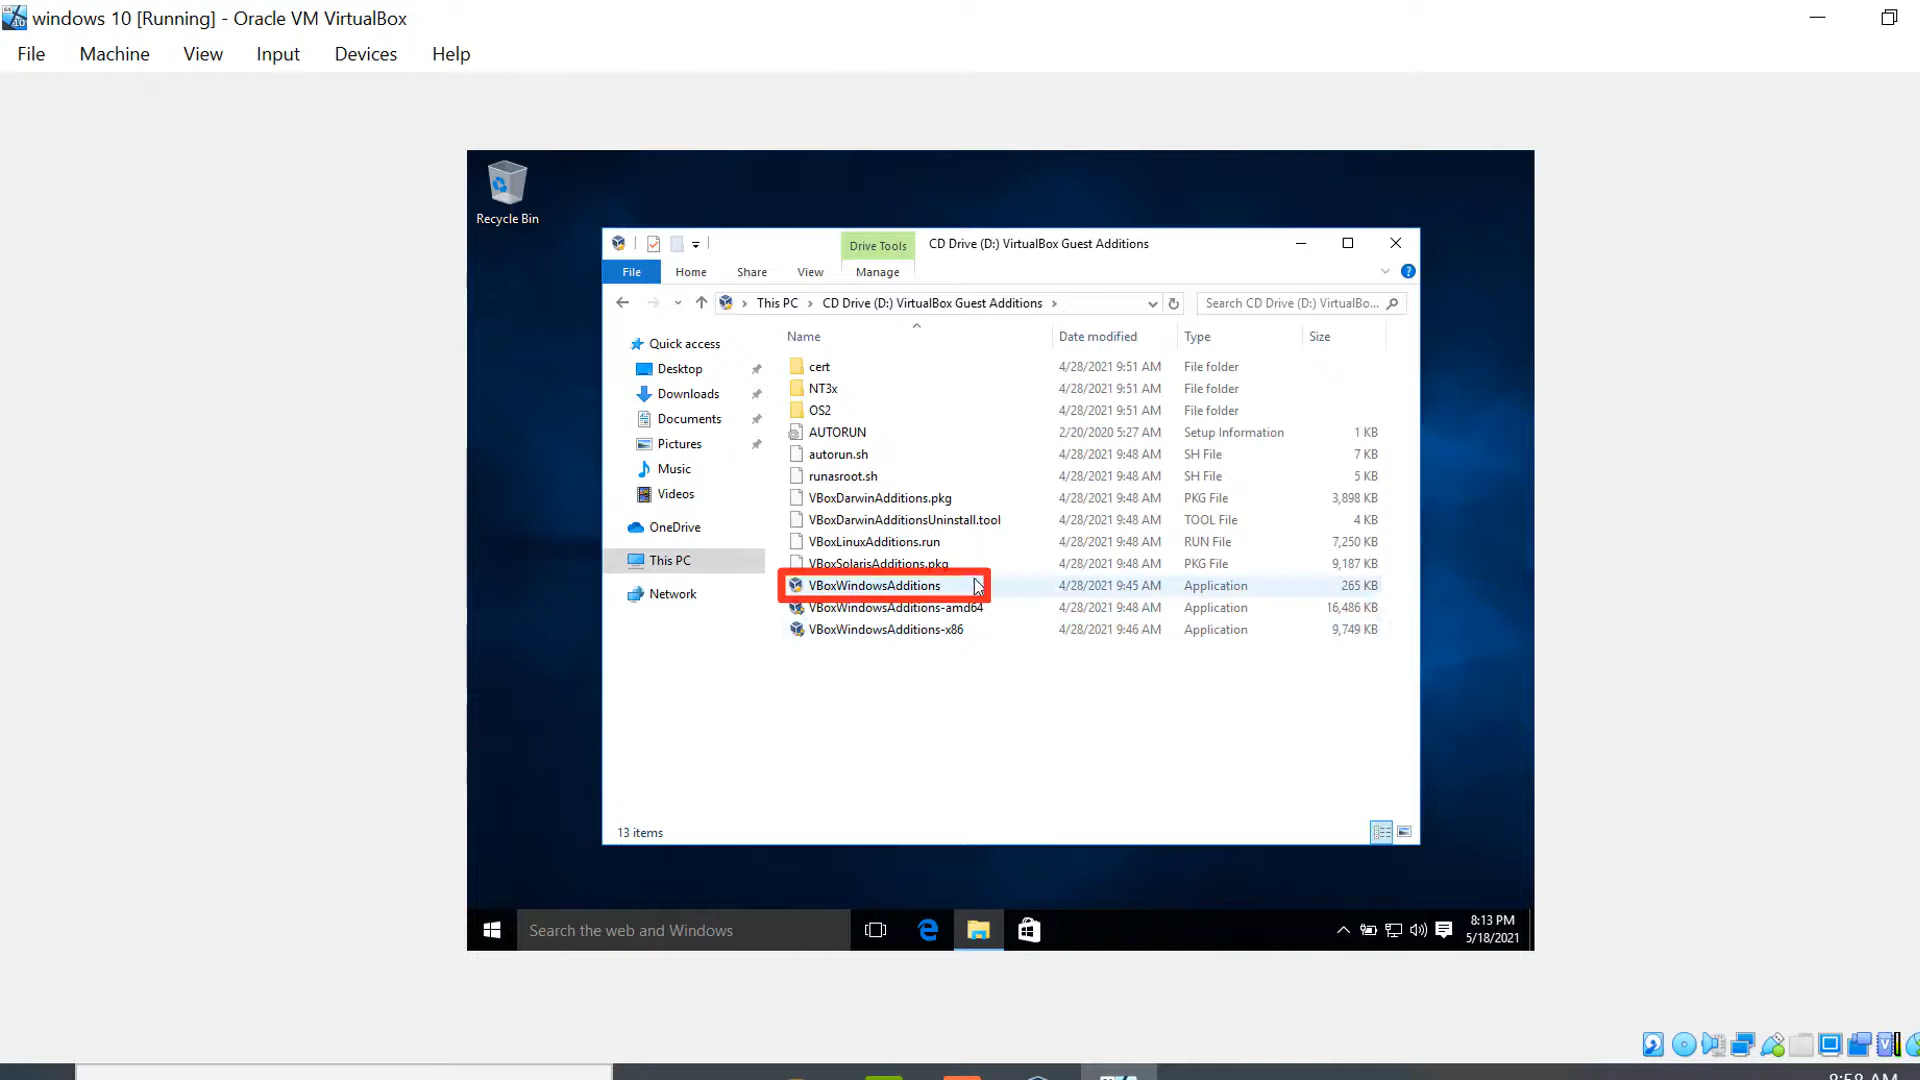 windows 10 [Running] - Oracle VM VirtualBox
File Machine View Input Devices Help
Recycle Bin
Drive Tools CD Drive (D:) VirtualBox Guest Additions
File Home Share View Manage
This PC CD Drive (D:) VirtualBox Guest Additions Search CD Drive (D:) VirtualBo...
Name Date modified Type Size
Quick access
Desktop
Downloads
Documents
Pictures
Music
Videos
OneDrive
This PC
Network
cert 4/28/2021 9:51 AM File folder
NT3x 4/28/2021 9:51 AM File folder
OS2 4/28/2021 9:51 AM File folder
AUTORUN 2/20/2020 5:27 AM Setup Information 1 KB
autorun.sh 4/28/2021 9:48 AM SH File 7 KB
runasroot.sh 4/28/2021 9:48 AM SH File 5 KB
VBoxDarwinAdditions.pkg 4/28/2021 9:48 AM PKG File 3,898 KB
VBoxDarwinAdditionsUninstall.tool 4/28/2021 9:48 AM TOOL File 4 KB
VBoxLinuxAdditions.run 4/28/2021 9:48 AM RUN File 7,250 KB
VBoxSolarisAdditions.pkg 4/28/2021 9:48 AM PKG File 9,187 KB
VBoxWindowsAdditions 4/28/2021 9:45 AM Application 265 KB
VBoxWindowsAdditions-amd64 4/28/2021 9:48 AM Application 16,486 KB
VBoxWindowsAdditions-x86 4/28/2021 9:46 AM Application 9,749 KB
13 items
Search the web and Windows
8:13 PM
5/18/2021